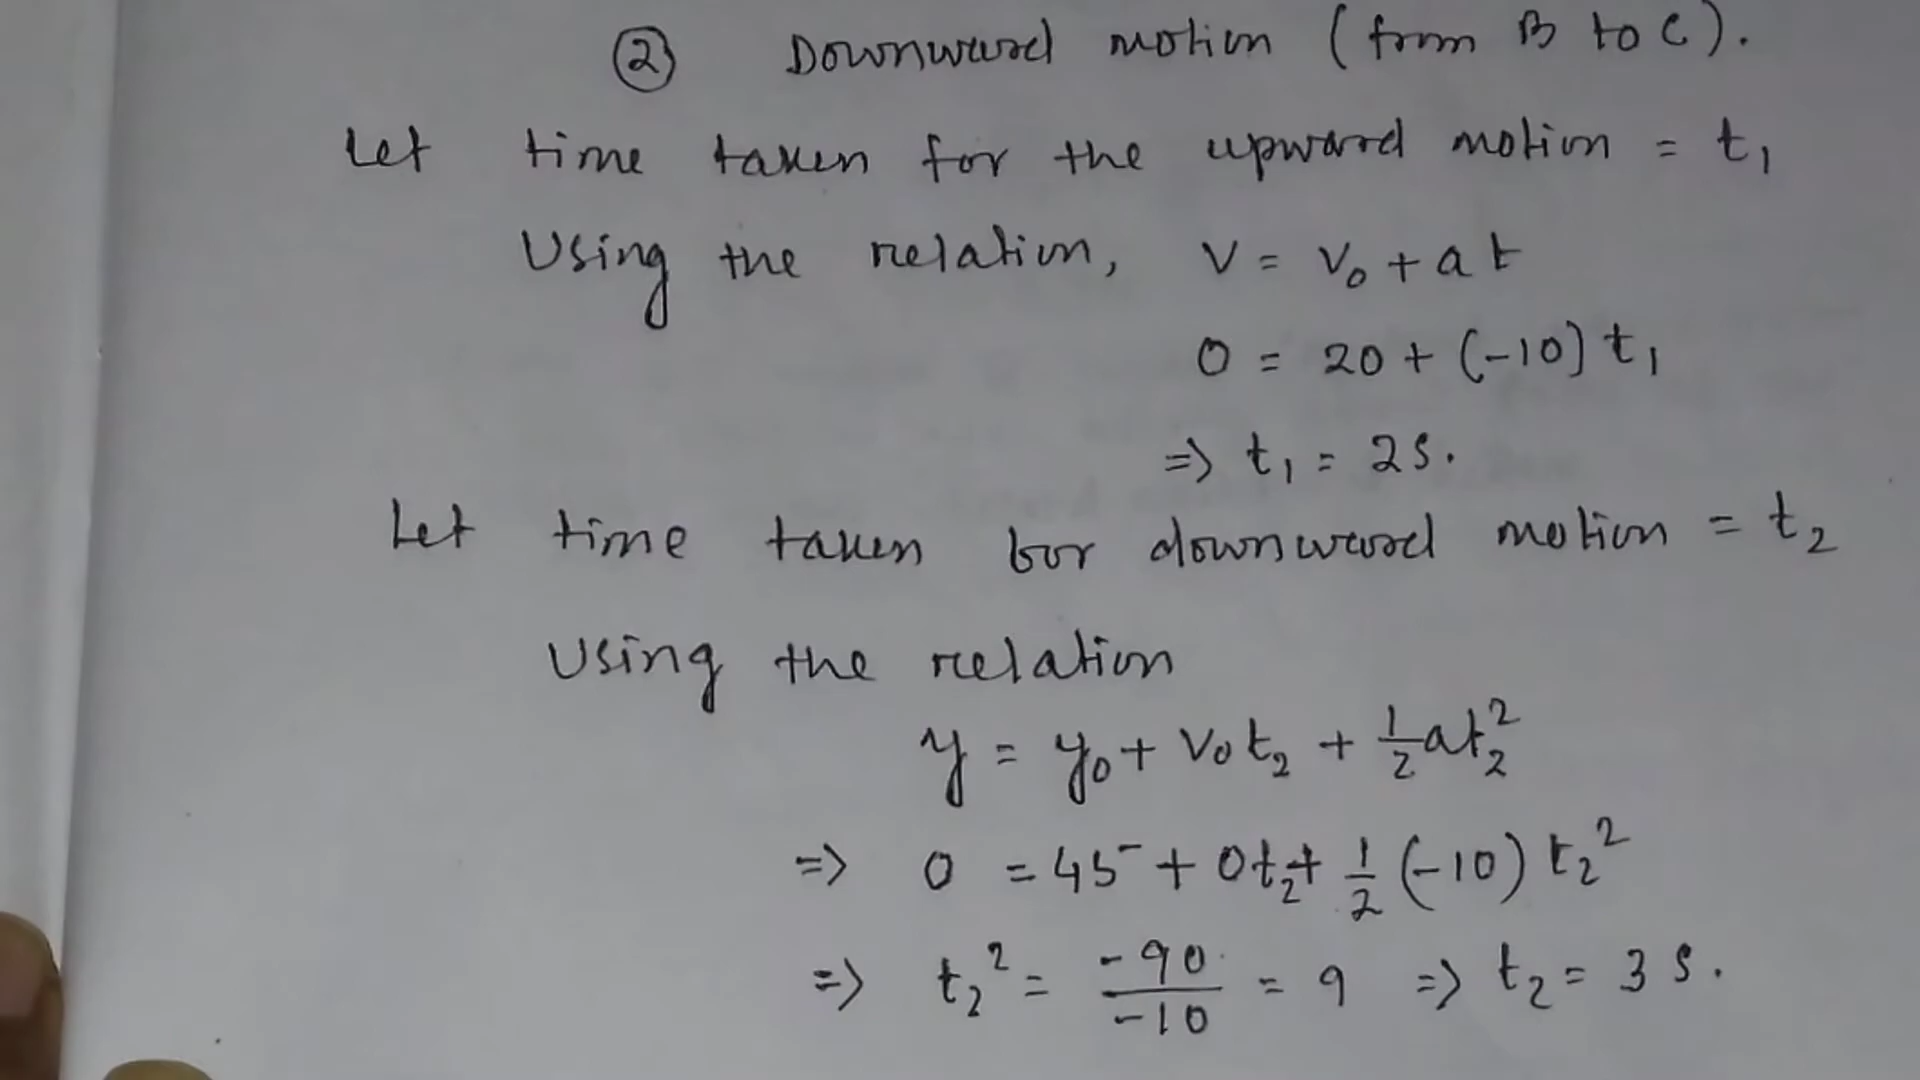 ② Downward motion (from B to C).
Let time taken for the upward motion = t₁
Using the relation, v = v₀ + at
0 = 20 + (-10) t₁
=> t₁ = 2s.
Let time taken for downward motion = t₂
Using the relation
y = y₀ + v₀t₂ + ½at₂²
=> 0 = 45 + 0t₂ + ½ (-10) t₂²
=> t₂² = -90/-10 = 9 => t₂ = 3 s.